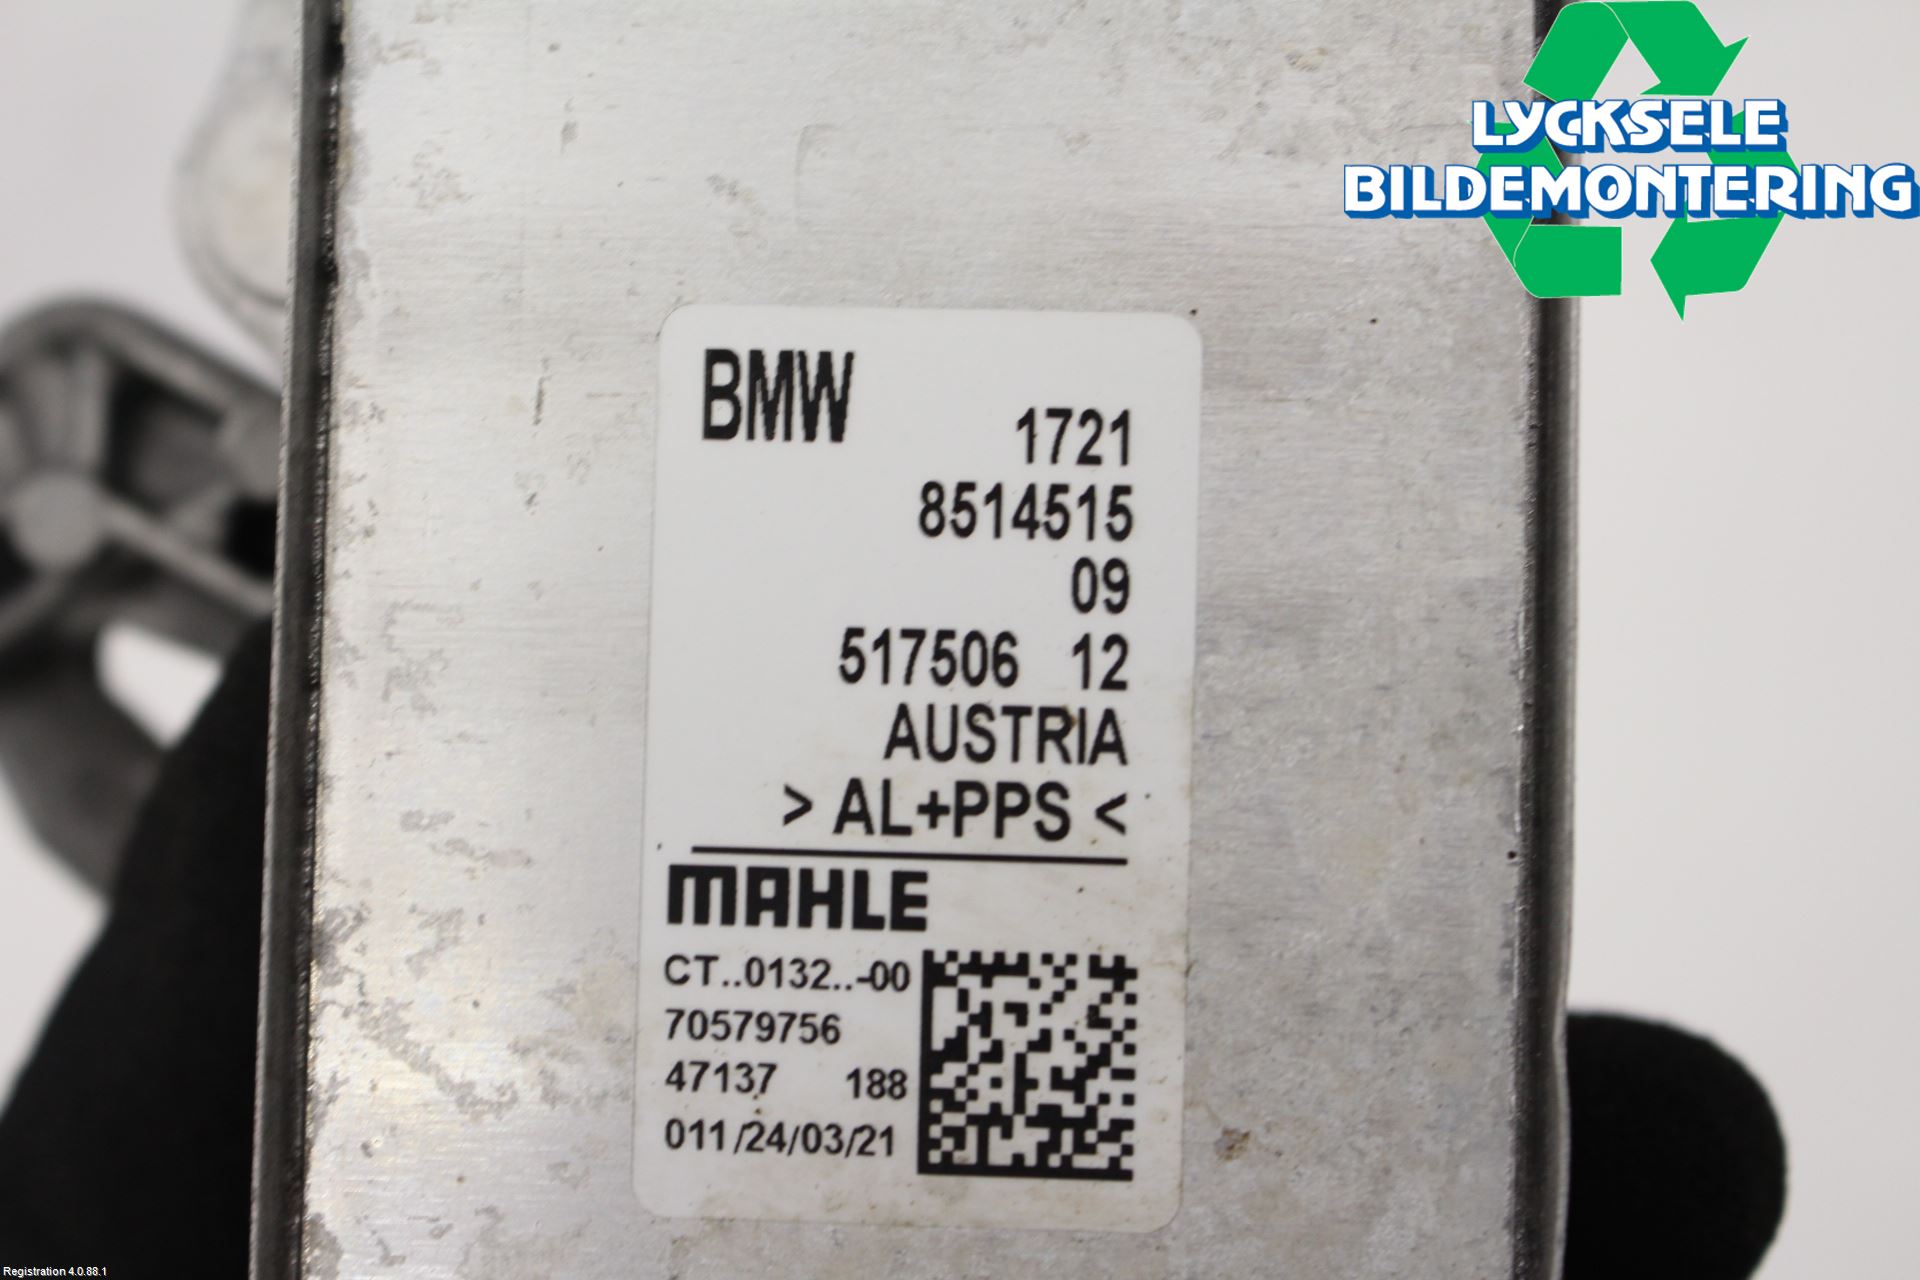 LYCKSELE
BILDEMONTERING
BMW
1721
8514515
09
517506 12
AUSTRIA
> AL+PPS <
MAHLE
CT..0132..-00
70579756
47137 188
011/24/03/21
Registration 4.0.88.1